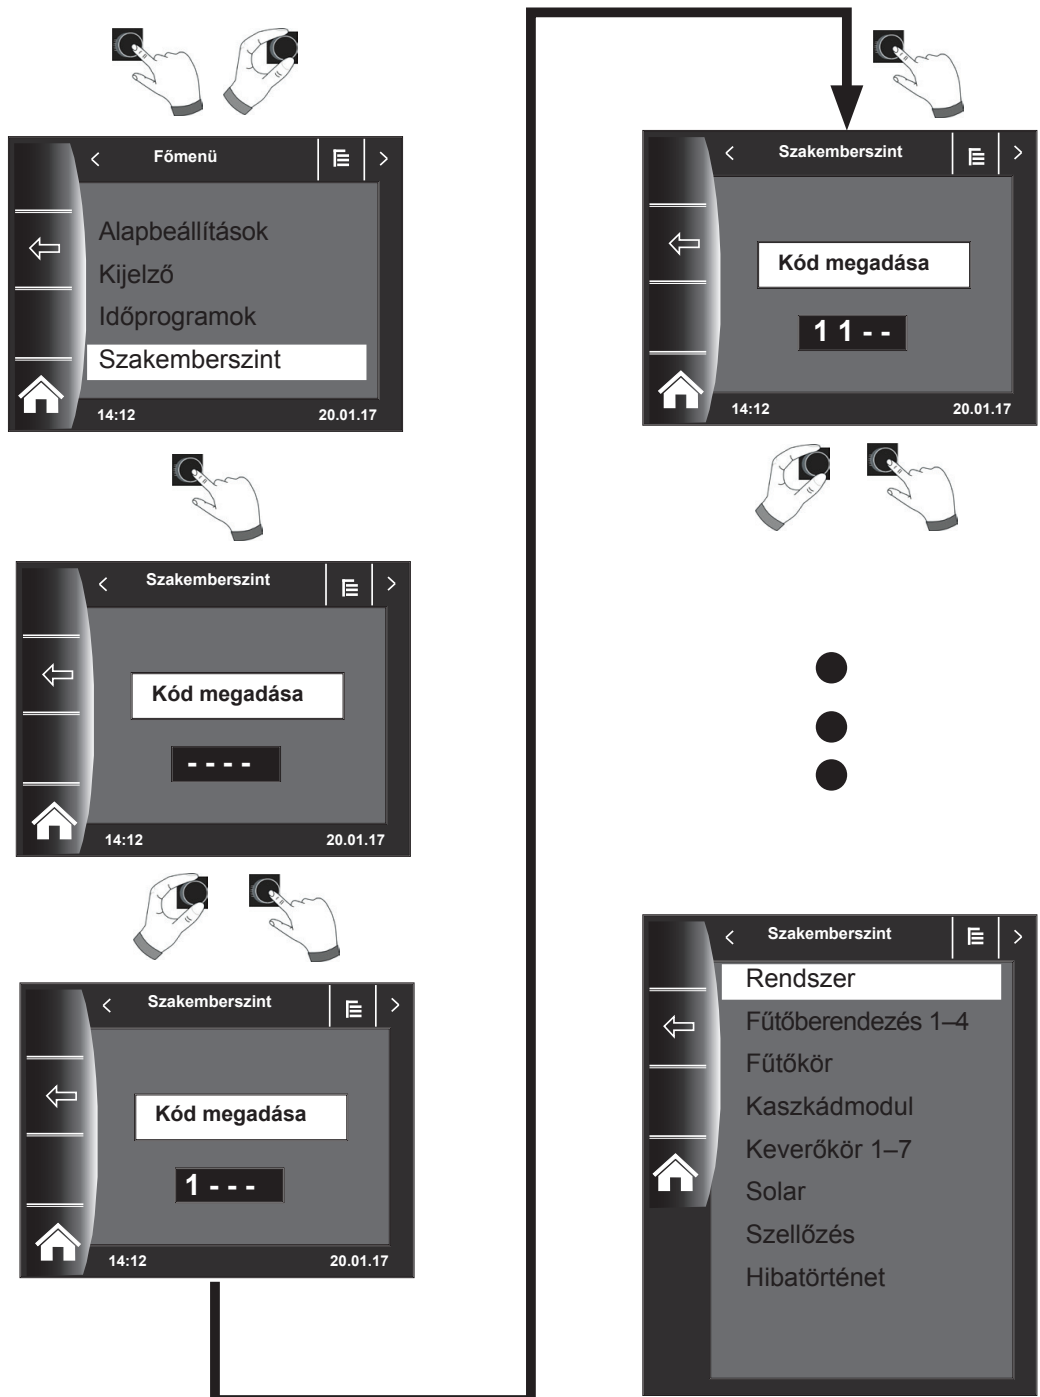 Főmenü
Alapbeállítások
Kijelző
Időprogramok
Szakemberszint
14:12 20.01.17
Szakemberszint
Kód megadása
- - - -
14:12 20.01.17
Szakemberszint
Kód megadása
1 - - -
14:12 20.01.17
Szakemberszint
Kód megadása
1 1 - -
14:12 20.01.17
Szakemberszint
Rendszer
Fűtőberendezés 1–4
Fűtőkör
Kaszkádmodul
Keverőkör 1–7
Solar
Szellőzés
Hibatörténet